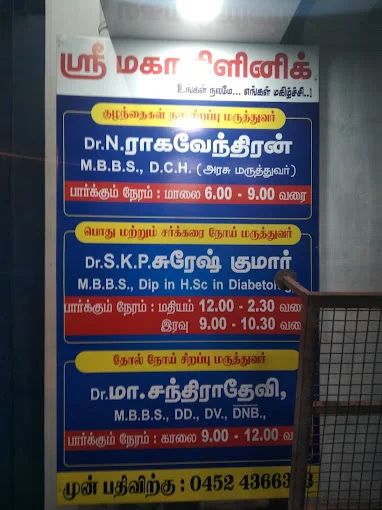 ஸ்ரீ மகா கிளினிக்
உங்கள் நலமே... எங்கள் மகிழ்ச்சி..!
குழந்தைகள் நல சிறப்பு மருத்துவர்
Dr.N.ராகவேந்திரன்
M.B.B.S., D.C.H. (அரசு மருத்துவர்)
பார்க்கும் நேரம் : மாலை 6.00 - 9.00 வரை
பொது மற்றும் சர்க்கரை நோய் மருத்துவர்
Dr.S.K.P.சுரேஷ் குமார்
M.B.B.S., Dip in H.Sc in
பார்க்கும் நேரம் : மதியம் 12.00 - 2.30 வரை
இரவு 9.00 - 10.30 வரை
தோல் நோய் சிறப்பு மருத்துவர்
Dr.மா.சந்திராதேவி,
M.B.B.S., DD., DV., DNB.,
பார்க்கும் நேரம் : காலை 9.00 - 12.00
முன் பதிவிற்கு : 0452